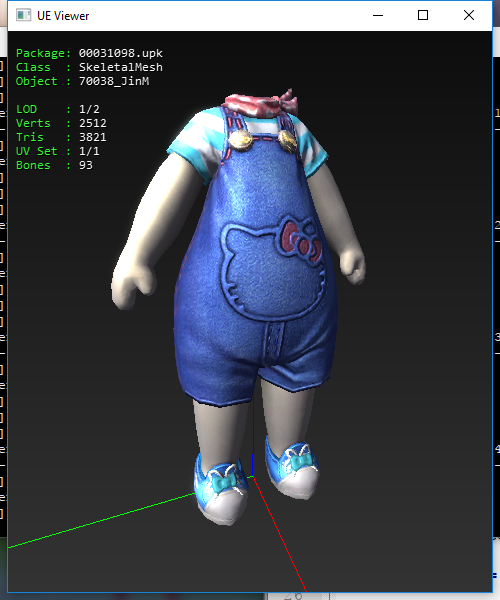 UE Viewer
Package: 00031098.upk
Class : SkeletalMesh
Object : 70038_JinM
LOD : 1/2
Verts : 2512
Tris : 3821
UV Set : 1/1
Bones : 93